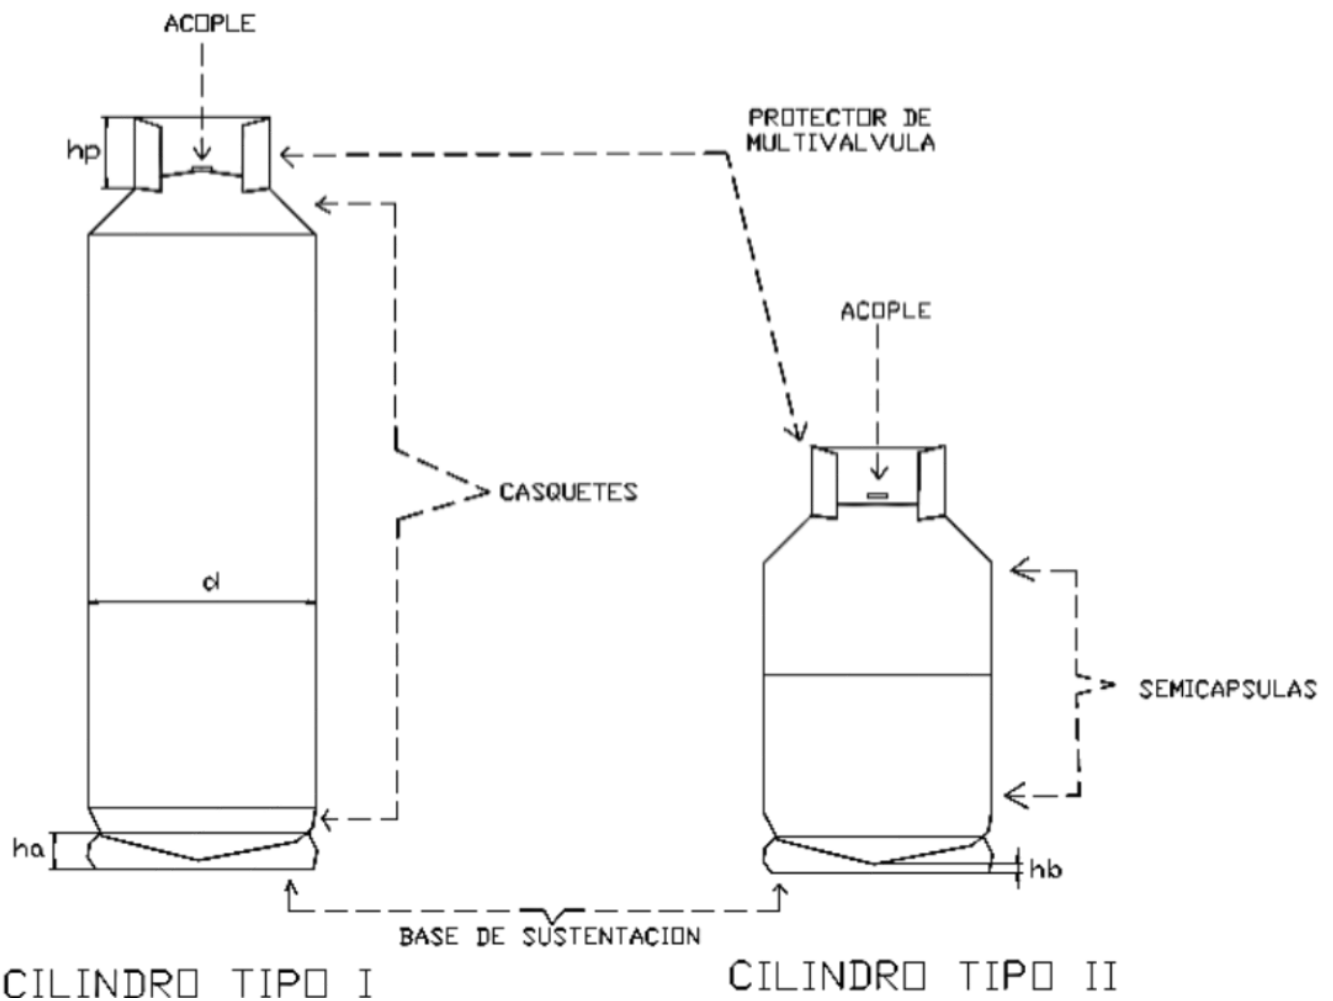 ACOPLE
hp
PROTECTOR DE
MULTIVALVULA
ACOPLE
CASQUETES
d
SEMICAPSULAS
ha
hb
BASE DE SUSTENTACION
CILINDRO TIPO I
CILINDRO TIPO II